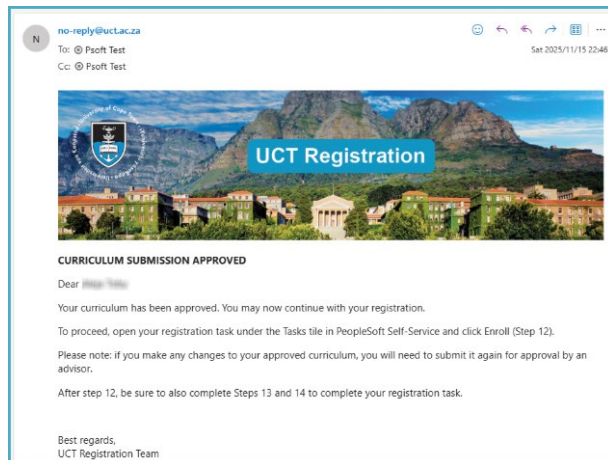 N
no-reply@uct.ac.za
To: Psoft Test
Cc: Psoft Test
Sat 2025/11/15 22:46
UCT Registration
CURRICULUM SUBMISSION APPROVED
Dear
Your curriculum has been approved. You may now continue with your registration.
To proceed, open your registration task under the Tasks tile in PeopleSoft Self-Service and click Enroll (Step 12).
Please note: if you make any changes to your approved curriculum, you will need to submit it again for approval by an
advisor.
After step 12, be sure to also complete Steps 13 and 14 to complete your registration task.
Best regards,
UCT Registration Team